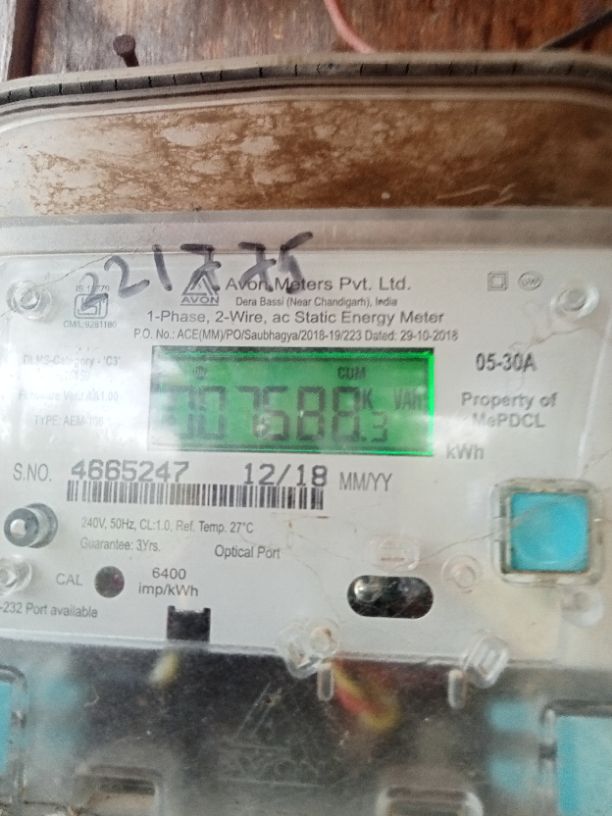 221775
AVON
Avon Meters Pvt. Ltd.
Dera Bassi (Near Chandigarh), India
1-Phase, 2-Wire, ac Static Energy Meter
P.O. No.: ACE(MM)/PO/Saubhagya/2018-19/223 Dated: 29-10-2018
05-30A
CUM
K VAh
Property of
MePDCL
kWh
S.NO. 4665247 12/18 MM/YY
240V, 50Hz, CL:1.0, Ref. Temp. 27°C
Guarantee: 3Yrs.
Optical Port
CAL
6400
imp/kWh
-232 Port available